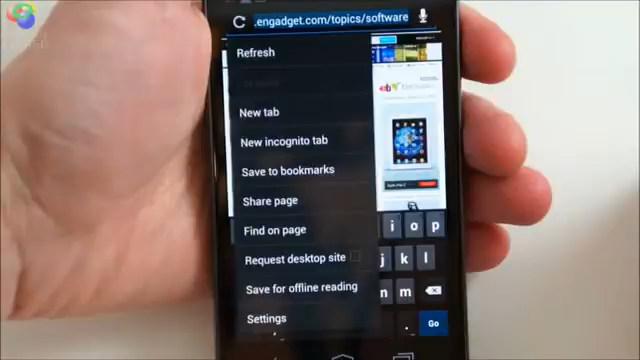 .engadget.com/topics/software
Refresh
New tab
New incognito tab
Save to bookmarks
Share page
Find on page
Request desktop site
Save for offline reading
Settings
i o p
j k l
n m
. Go